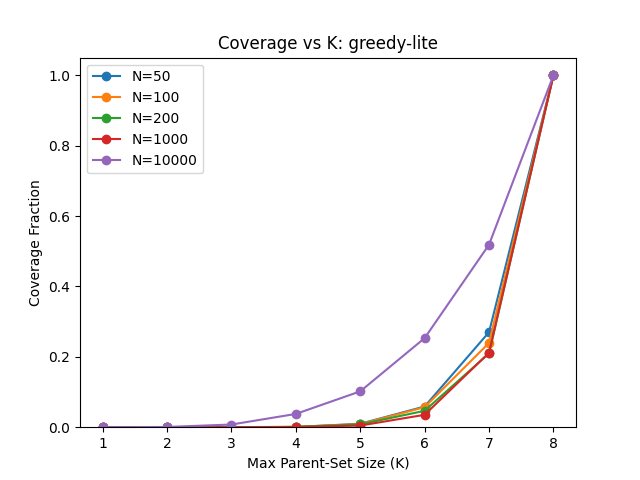 Coverage vs K: greedy-lite
N=50
N=100
N=200
N=1000
N=10000
Coverage Fraction
1.0
0.8
0.6
0.4
0.2
0.0
1 2 3 4 5 6 7 8
Max Parent-Set Size (K)